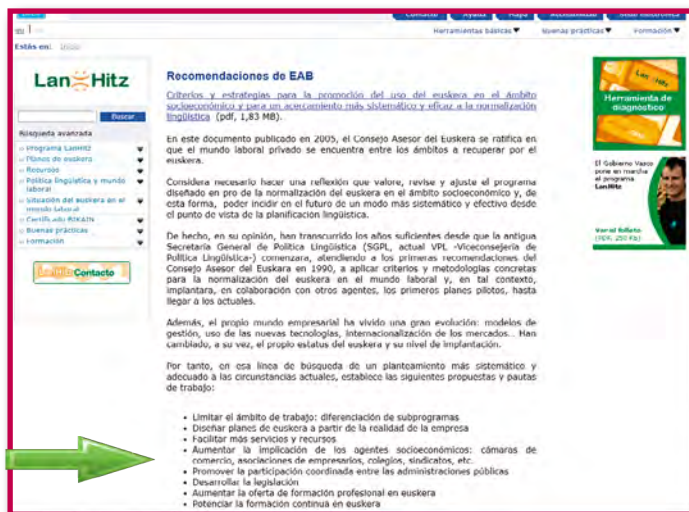 Contacto Ayuda Mapa Accesibilidad Sede electrónica
eu
Herramientas básicas Buenas prácticas Formación
Estás en: Inicio
Lan Hitz
Buscar
Búsqueda avanzada
Programa LanHitz
Planes de euskera
Recursos
Política lingüística y mundo
laboral
Situación del euskera en el
mundo laboral
Certificado BIKAIN
Buenas prácticas
Formación
LanHitz Contacto
Recomendaciones de EAB
Criterios y estrategias para la promoción del uso del euskera en el ámbito
socioeconómico y para un acercamiento más sistemático y eficaz a la normalización
lingüística (pdf, 1,83 MB).
En este documento publicado en 2005, el Consejo Asesor del Euskera se ratifica en
que el mundo laboral privado se encuentra entre los ámbitos a recuperar por el
euskera.
Considera necesario hacer una reflexión que valore, revise y ajuste el programa
diseñado en pro de la normalización del euskera en el ámbito socioeconómico y, de
esta forma, poder incidir en el futuro de un modo más sistemático y efectivo desde
el punto de vista de la planificación lingüística.
De hecho, en su opinión, han transcurrido los años suficientes desde que la antigua
Secretaría General de Política Lingüística (SGPL, actual VPL -Viceconsejería de
Política Lingüística-) comenzara, atendiendo a los primeras recomendaciones del
Consejo Asesor del Euskara en 1990, a aplicar criterios y metodologías concretas
para la normalización del euskera en el mundo laboral y, en tal contexto,
implantara, en colaboración con otros agentes, los primeros planes pilotos, hasta
llegar a los actuales.
Además, el propio mundo empresarial ha vivido una gran evolución: modelos de
gestión, uso de las nuevas tecnologías, internacionalización de los mercados... Han
cambiado, a su vez, el propio estatus del euskera y su nivel de implantación.
Por tanto, en esa línea de búsqueda de un planteamiento más sistemático y
adecuado a las circunstancias actuales, establece las siguientes propuestas y pautas
de trabajo:
• Limitar el ámbito de trabajo: diferenciación de subprogramas
• Diseñar planes de euskera a partir de la realidad de la empresa
• Facilitar más servicios y recursos
• Aumentar la implicación de los agentes socioeconómicos: cámaras de
comercio, asociaciones de empresarios, colegios, sindicatos, etc.
• Promover la participación coordinada entre las administraciones públicas
• Desarrollar la legislación
• Aumentar la oferta de formación profesional en euskera
• Potenciar la formación continua en euskera
Lan Hitz
Herramienta de
diagnóstico
El Gobierno Vasco
pone en marcha
el programa
LanHitz
Ver el folleto
(PDF, 250 Kb)